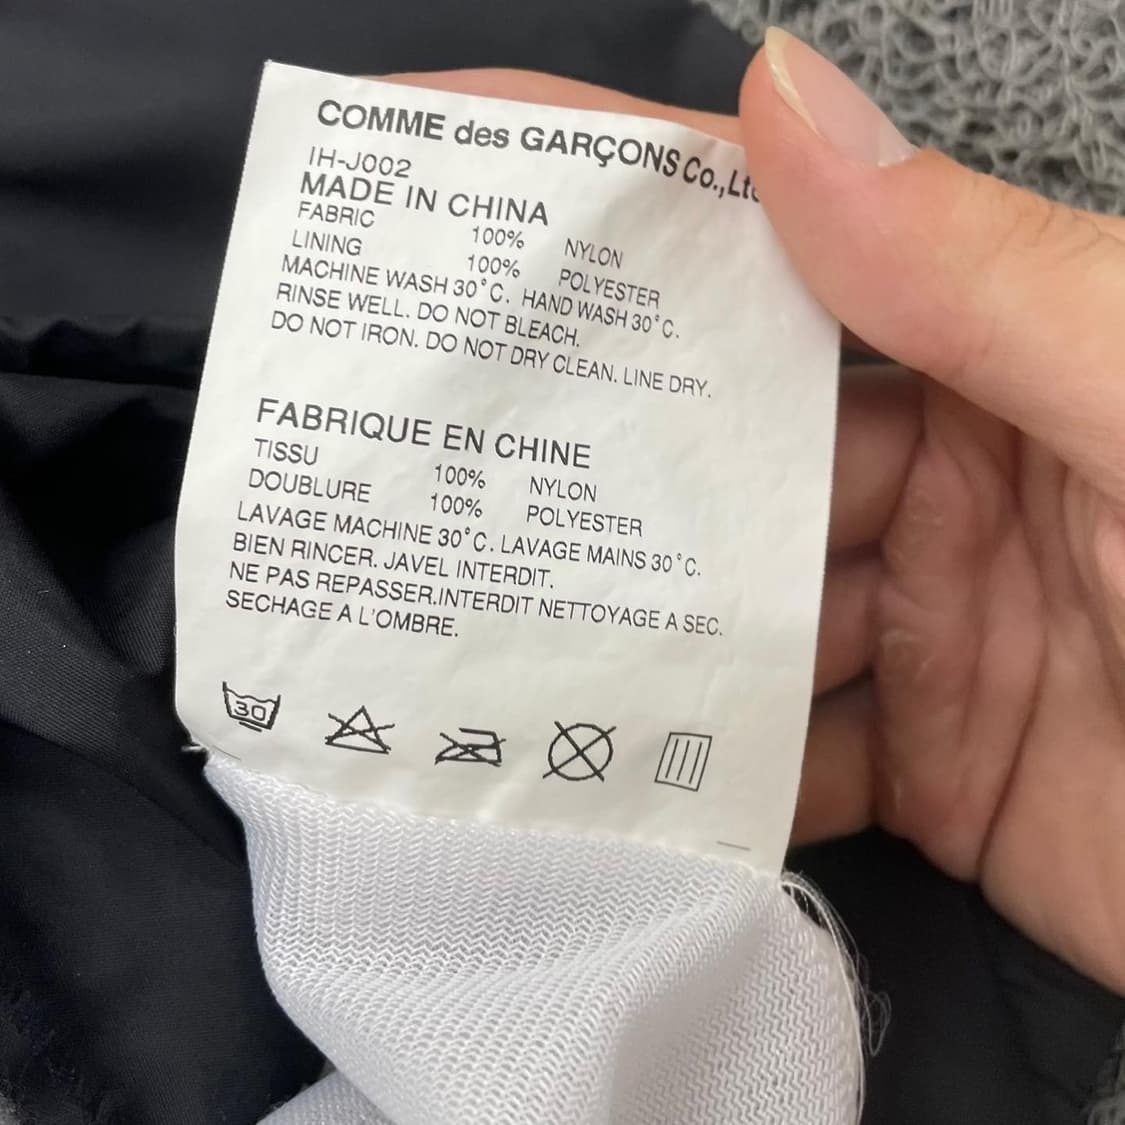 COMME des GARÇONS Co.,Ltd
IH-J002
MADE IN CHINA
FABRIC 100% NYLON
LINING 100% POLYESTER
MACHINE WASH 30°C. HAND WASH 30°C.
RINSE WELL. DO NOT BLEACH.
DO NOT IRON. DO NOT DRY CLEAN. LINE DRY.
FABRIQUE EN CHINE
TISSU 100% NYLON
DOUBLURE 100% POLYESTER
LAVAGE MACHINE 30°C. LAVAGE MAINS 30°C.
BIEN RINCER. JAVEL INTERDIT.
NE PAS REPASSER.INTERDIT NETTOYAGE A SEC.
SECHAGE A L'OMBRE.
30